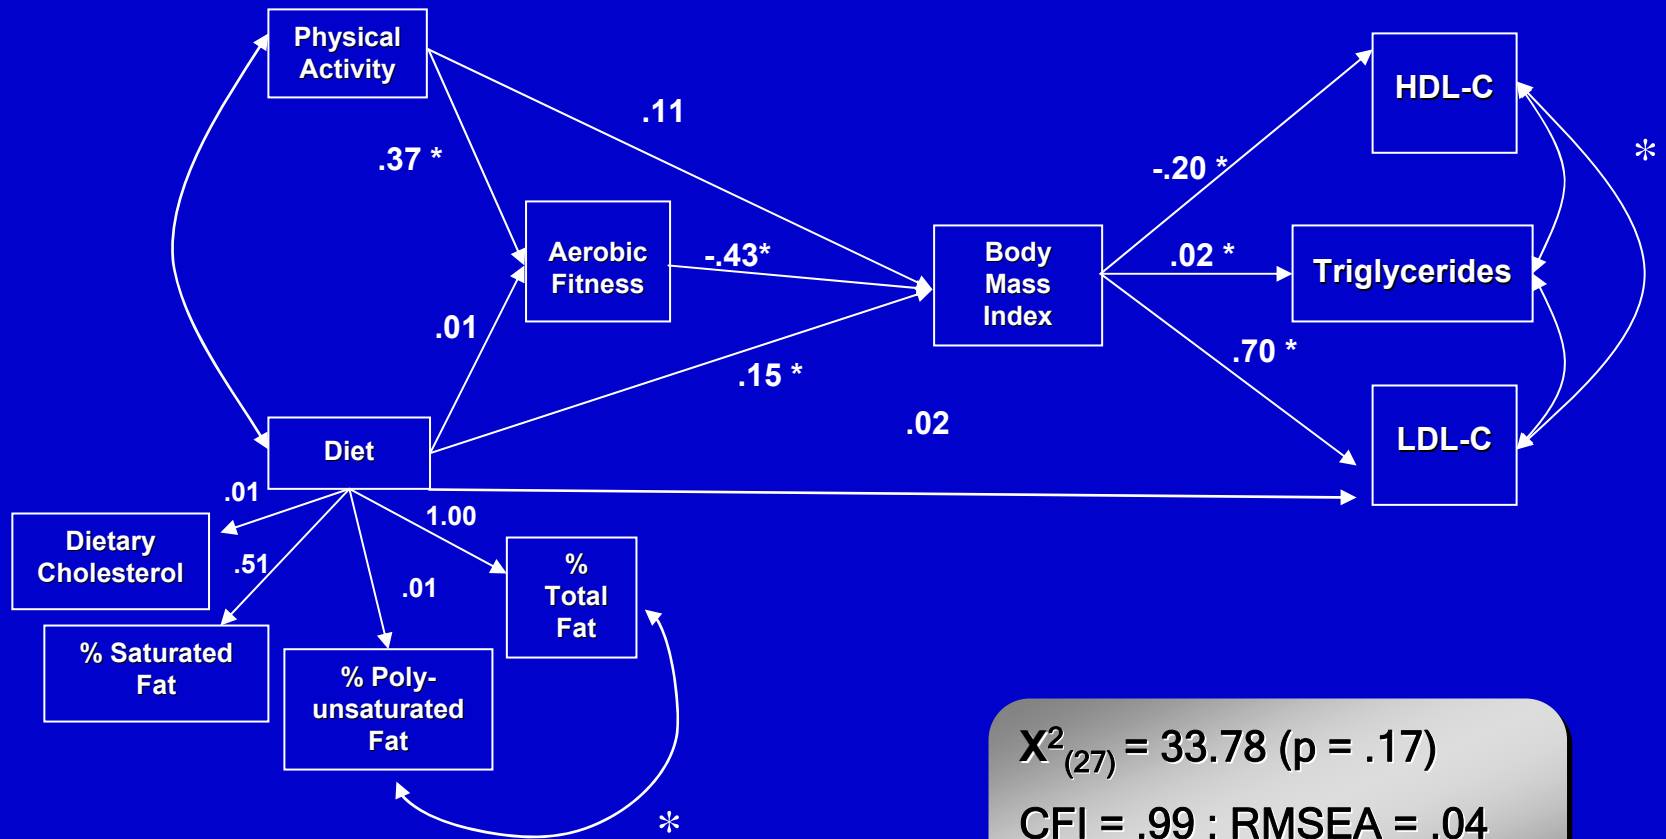 Physical
Activity
HDL-C
.11
*
.37 *
-.20 *
Aerobic
Fitness
-.43*
Body
Mass
Index
.02 *
Triglycerides
.01
.70 *
.15 *
.02
Diet
LDL-C
.01
1.00
Dietary
Cholesterol
.51
.01
%
Total
Fat
% Saturated
Fat
% Poly-
unsaturated
Fat
*
X²(27) = 33.78 (p = .17)
CFI = .99 : RMSEA = .04